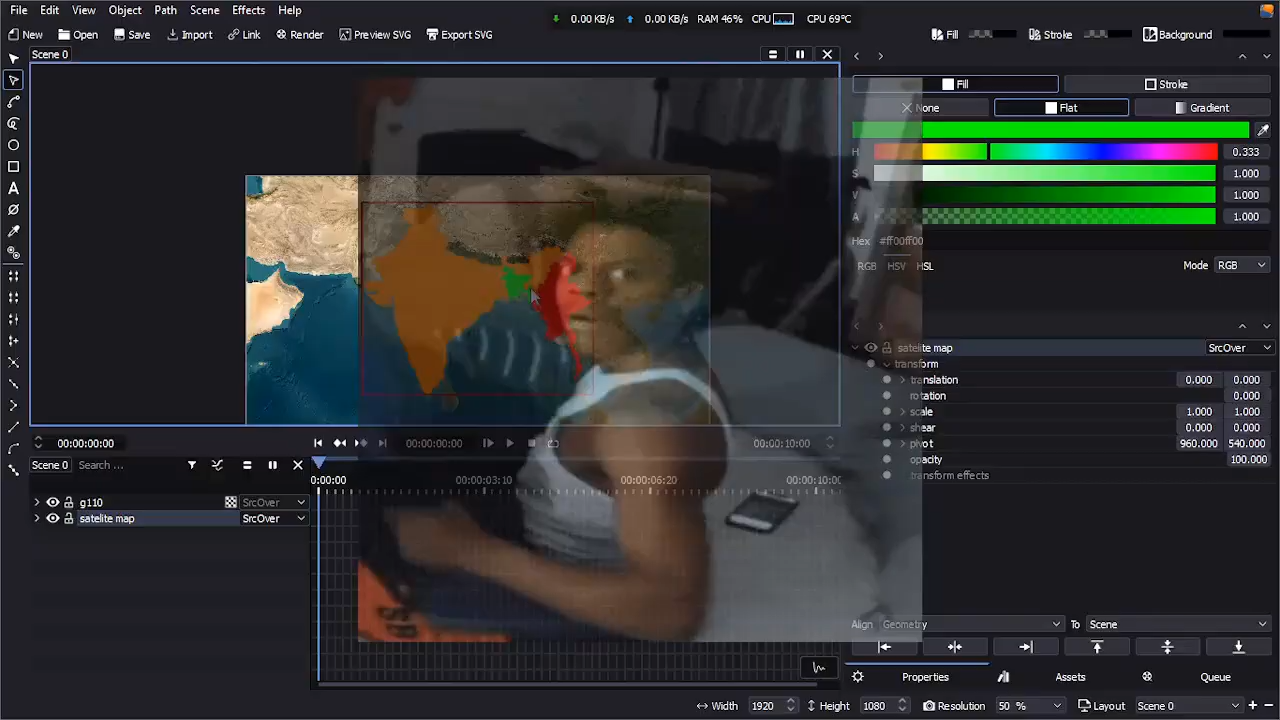 File Edit View Object Path Scene Effects Help
0.00 KB/s 0.00 KB/s RAM 46% CPU CPU 69°C
New Open Save Import Link Render Preview SVG Export SVG
Fill Stroke Background
Scene 0
Fill Stroke
None Flat Gradient
H 0.333
S 1.000
V 1.000
A 1.000
Hex #ff00ff00
RGB HSV HSL Mode RGB
satelite map SrcOver
transform
translation 0.000 0.000
rotation 0.000
scale 1.000 1.000
shear 0.000 0.000
pivot 960.000 540.000
opacity 100.000
transform effects
00:00:00:00 00:00:00:00 00:00:10:00
Scene 0 Search ...
0:00:00 00:00:03:10 00:00:06:20 00:00:10:0
g110 SrcOver
satelite map SrcOver
Align Geometry To Scene
Properties Assets Queue
Width 1920 Height 1080 Resolution 50 % Layout Scene 0